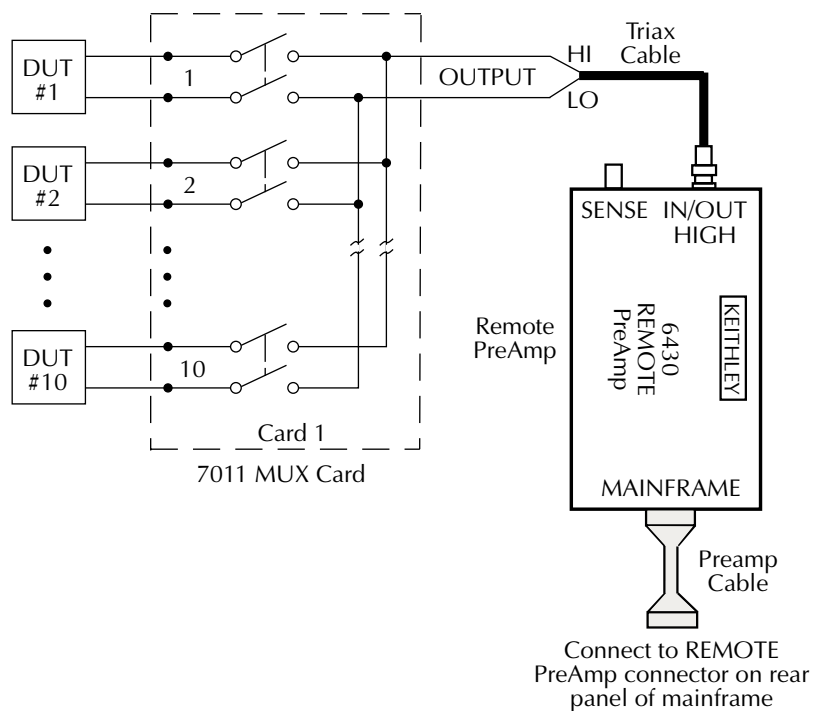 DUT
#1
1
DUT
#2
2
DUT
#10
10
Card 1
7011 MUX Card
OUTPUT
HI
LO
Triax
Cable
SENSE IN/OUT
HIGH
Remote
PreAmp
6430
REMOTE
PreAmp
KEITHLEY
MAINFRAME
Preamp
Cable
Connect to REMOTE
PreAmp connector on rear
panel of mainframe